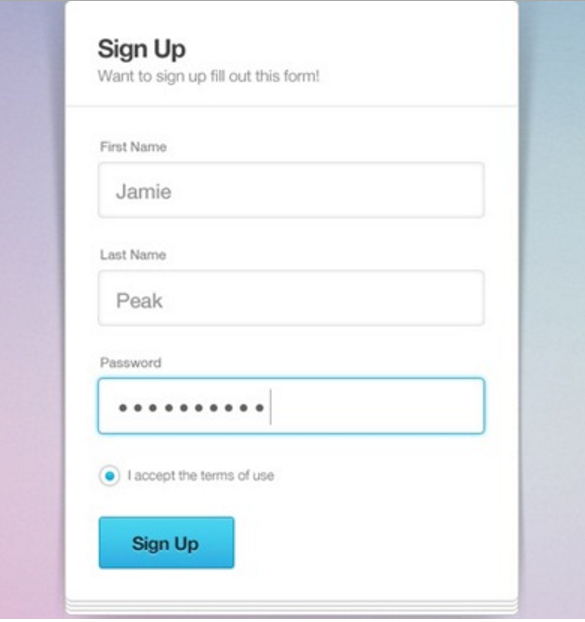 Sign Up
Want to sign up fill out this form!
First Name
Jamie
Last Name
Peak
Password
••••••••••
I accept the terms of use
Sign Up